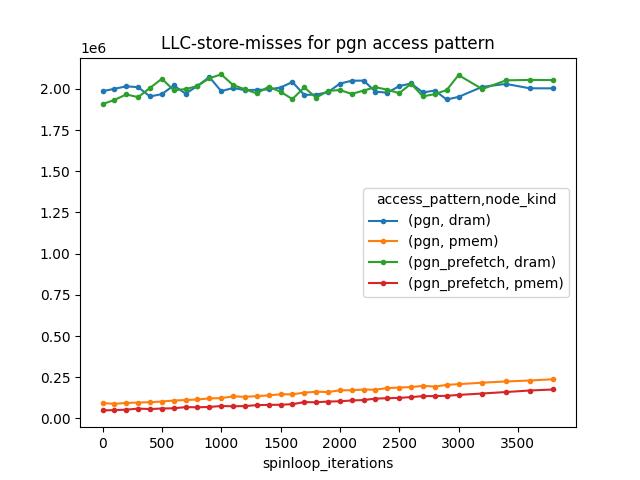 LLC-store-misses for pgn access pattern
1e6
2.00
1.75
1.50
1.25
1.00
0.75
0.50
0.25
0.00
access_pattern,node_kind
(pgn, dram)
(pgn, pmem)
(pgn_prefetch, dram)
(pgn_prefetch, pmem)
0 500 1000 1500 2000 2500 3000 3500
spinloop_iterations